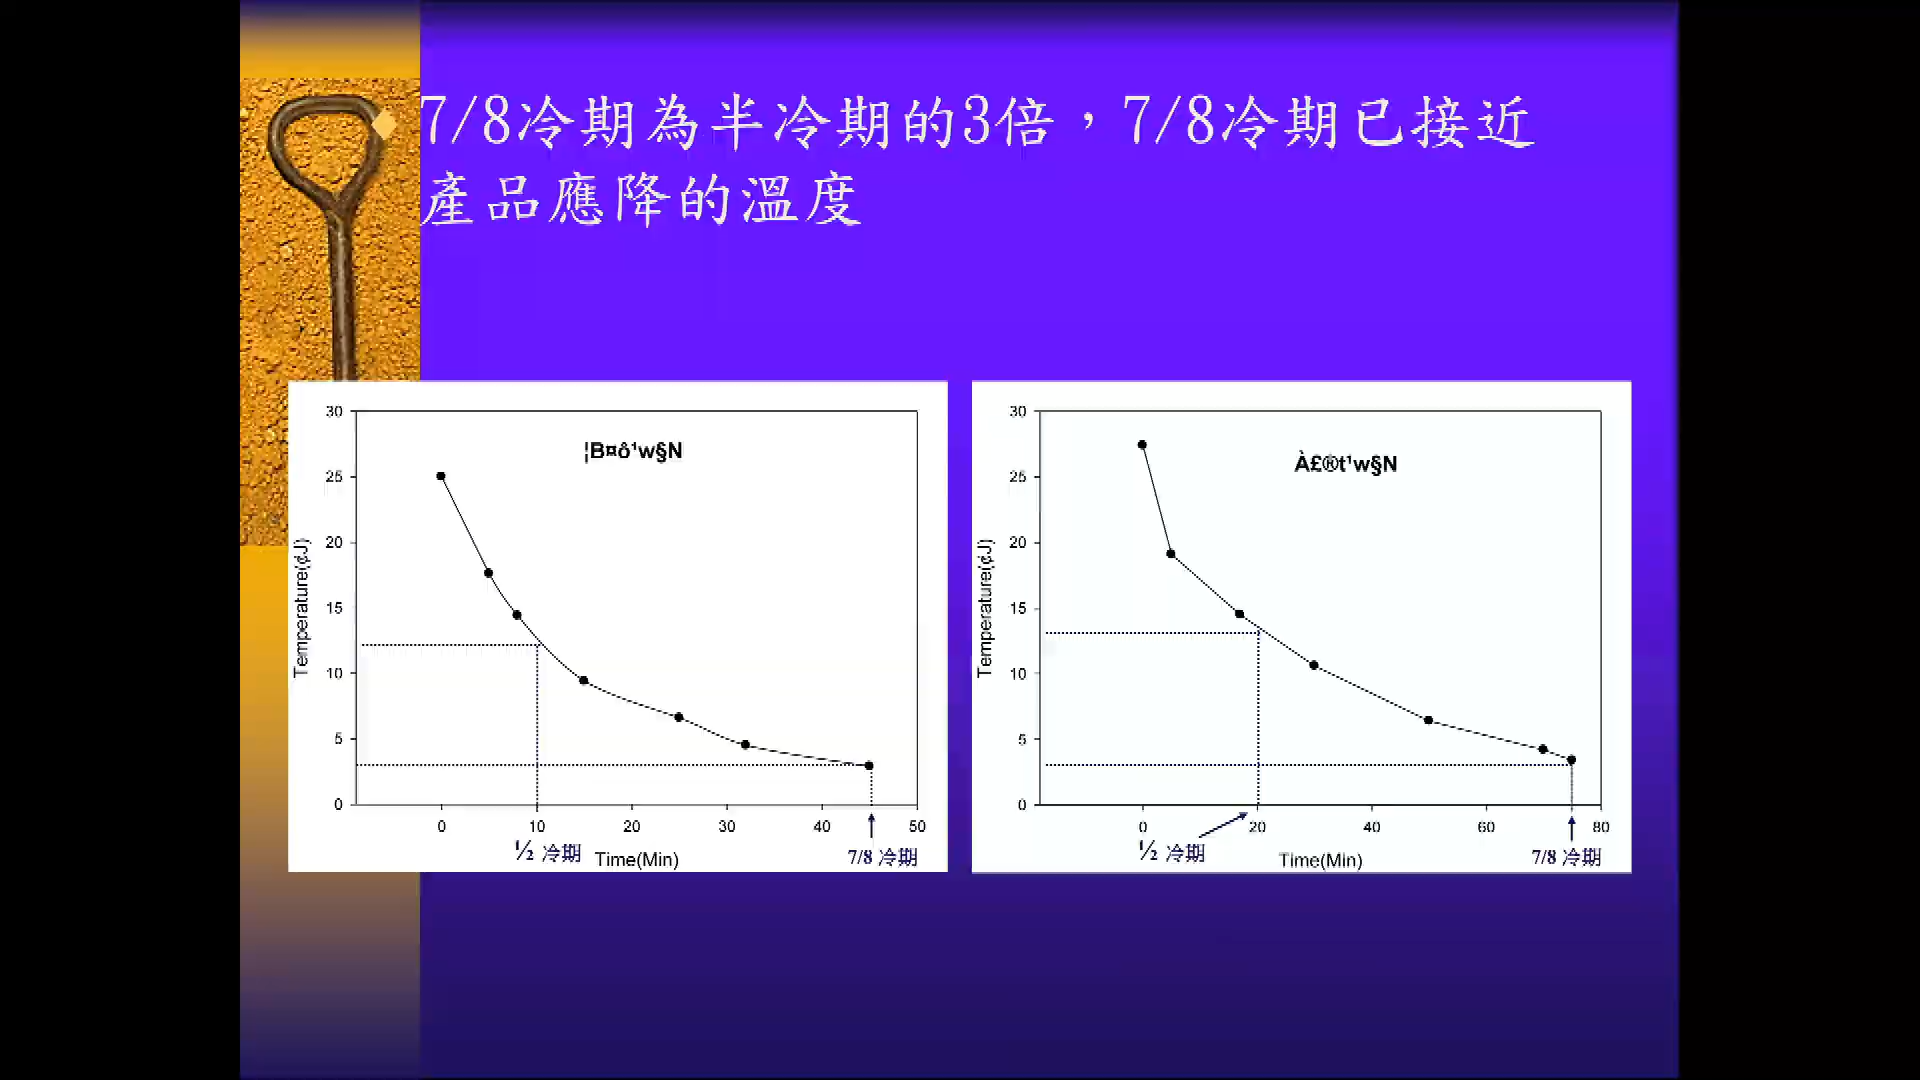 7/8冷期為半冷期的3倍，7/8冷期已接近
產品應降的溫度
¦B¤ô¹w§N
Temperature(¢J)
30
25
20
15
10
5
0
0 10 20 30 40 50
½ 冷期 Time(Min) 7/8 冷期
À£®t¹w§N
Temperature(¢J)
30
25
20
15
10
5
0
0 20 40 60 80
½ 冷期 Time(Min) 7/8 冷期